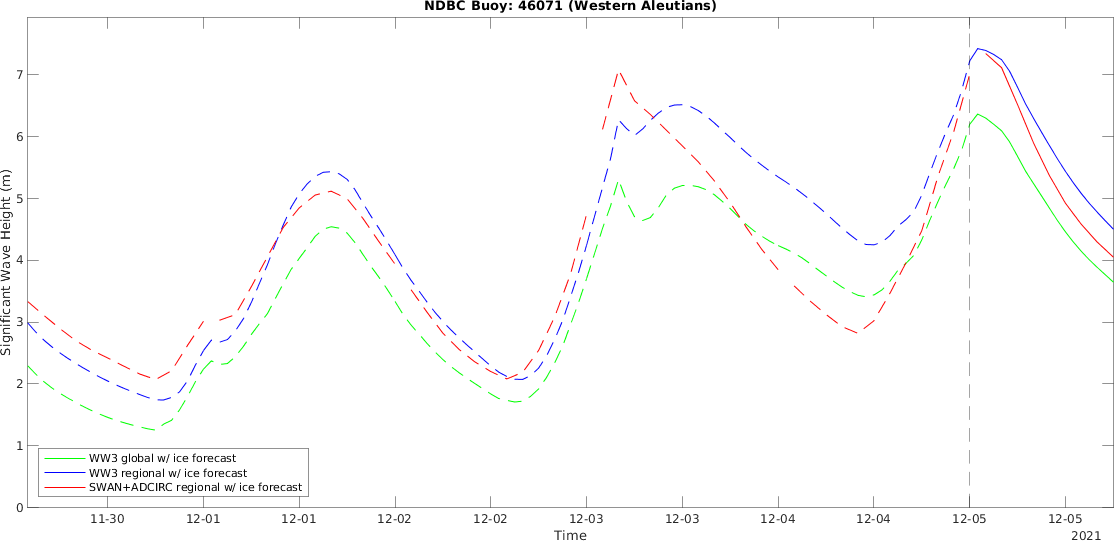 NDBC Buoy: 46071 (Western Aleutians)
Significant Wave Height (m)
7
6
5
4
3
2
1
0
WW3 global w/ ice forecast
WW3 regional w/ ice forecast
SWAN+ADCIRC regional w/ ice forecast
11-30 12-01 12-01 12-02 12-02 12-03 12-03 12-04 12-04 12-05 12-05
Time
2021